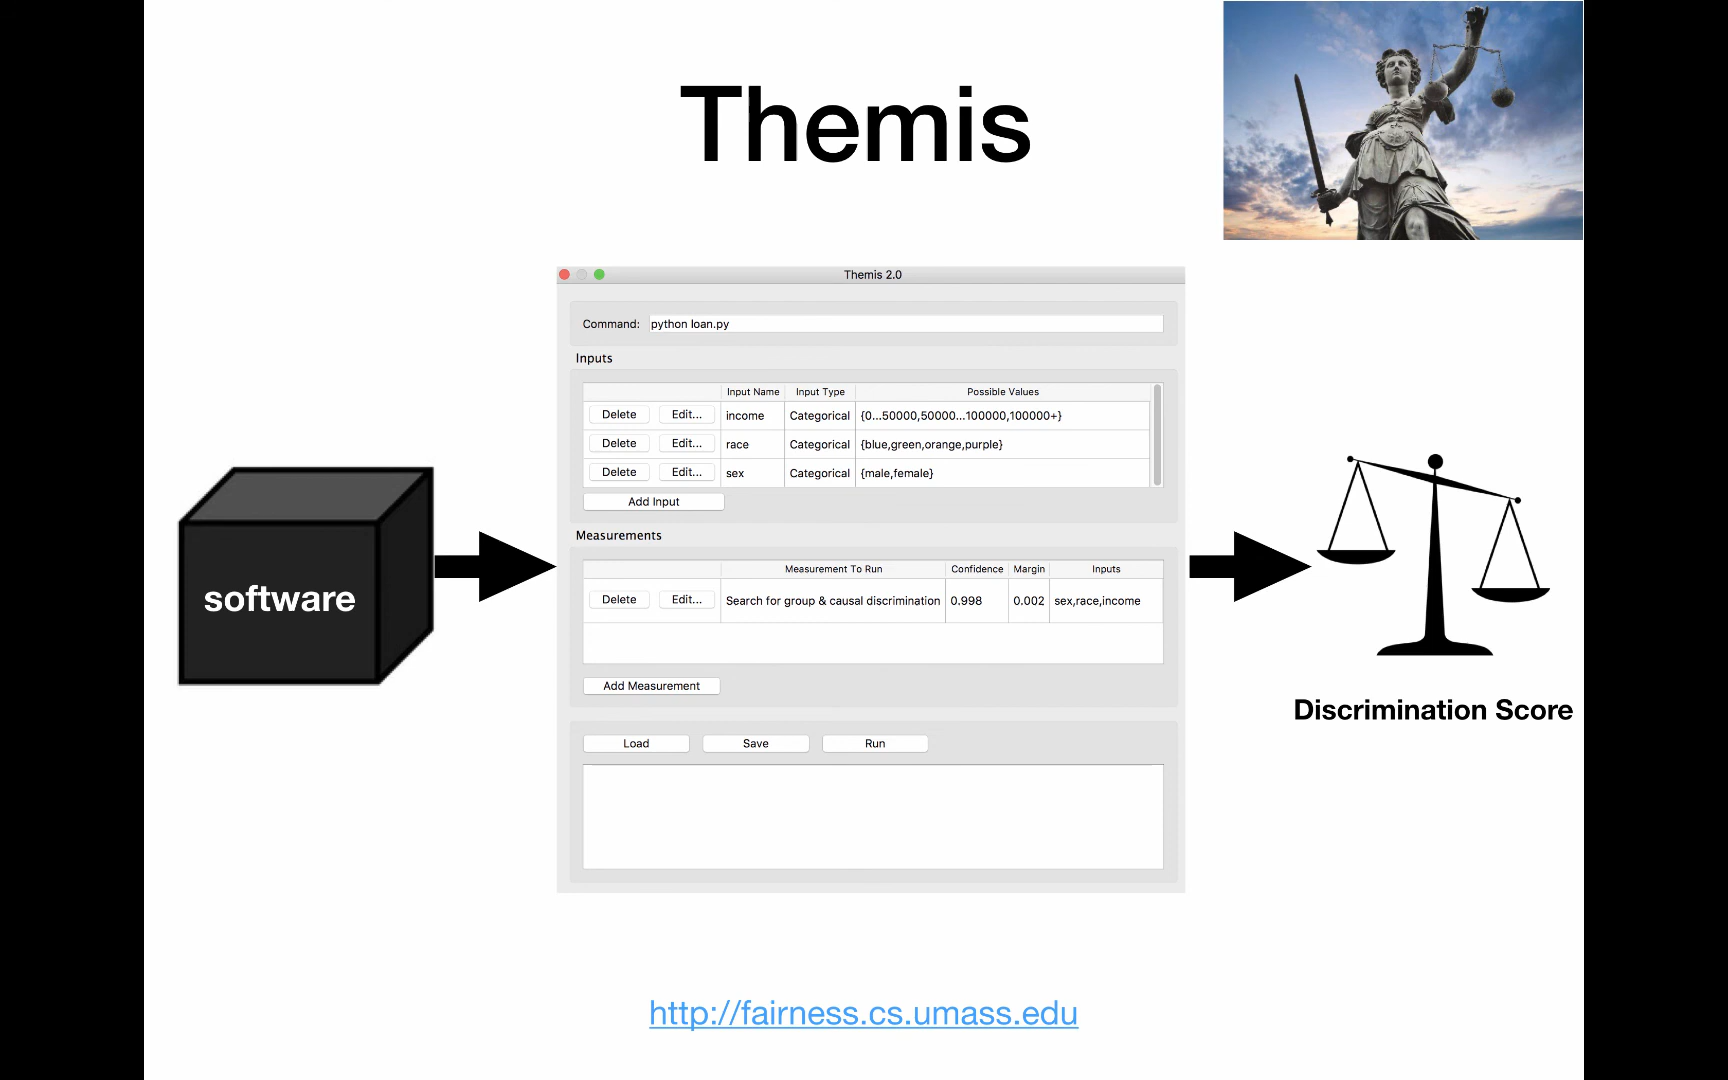 Themis
Themis 2.0
Command: python loan.py
Inputs
Input Name Input Type Possible Values
Delete Edit... income Categorical {0...50000,50000...100000,100000+}
Delete Edit... race Categorical {blue,green,orange,purple}
Delete Edit... sex Categorical {male,female}
Add Input
Measurements
Measurement To Run Confidence Margin Inputs
Delete Edit... Search for group & causal discrimination 0.998 0.002 sex,race,income
Add Measurement
Load Save Run
software
Discrimination Score
http://fairness.cs.umass.edu